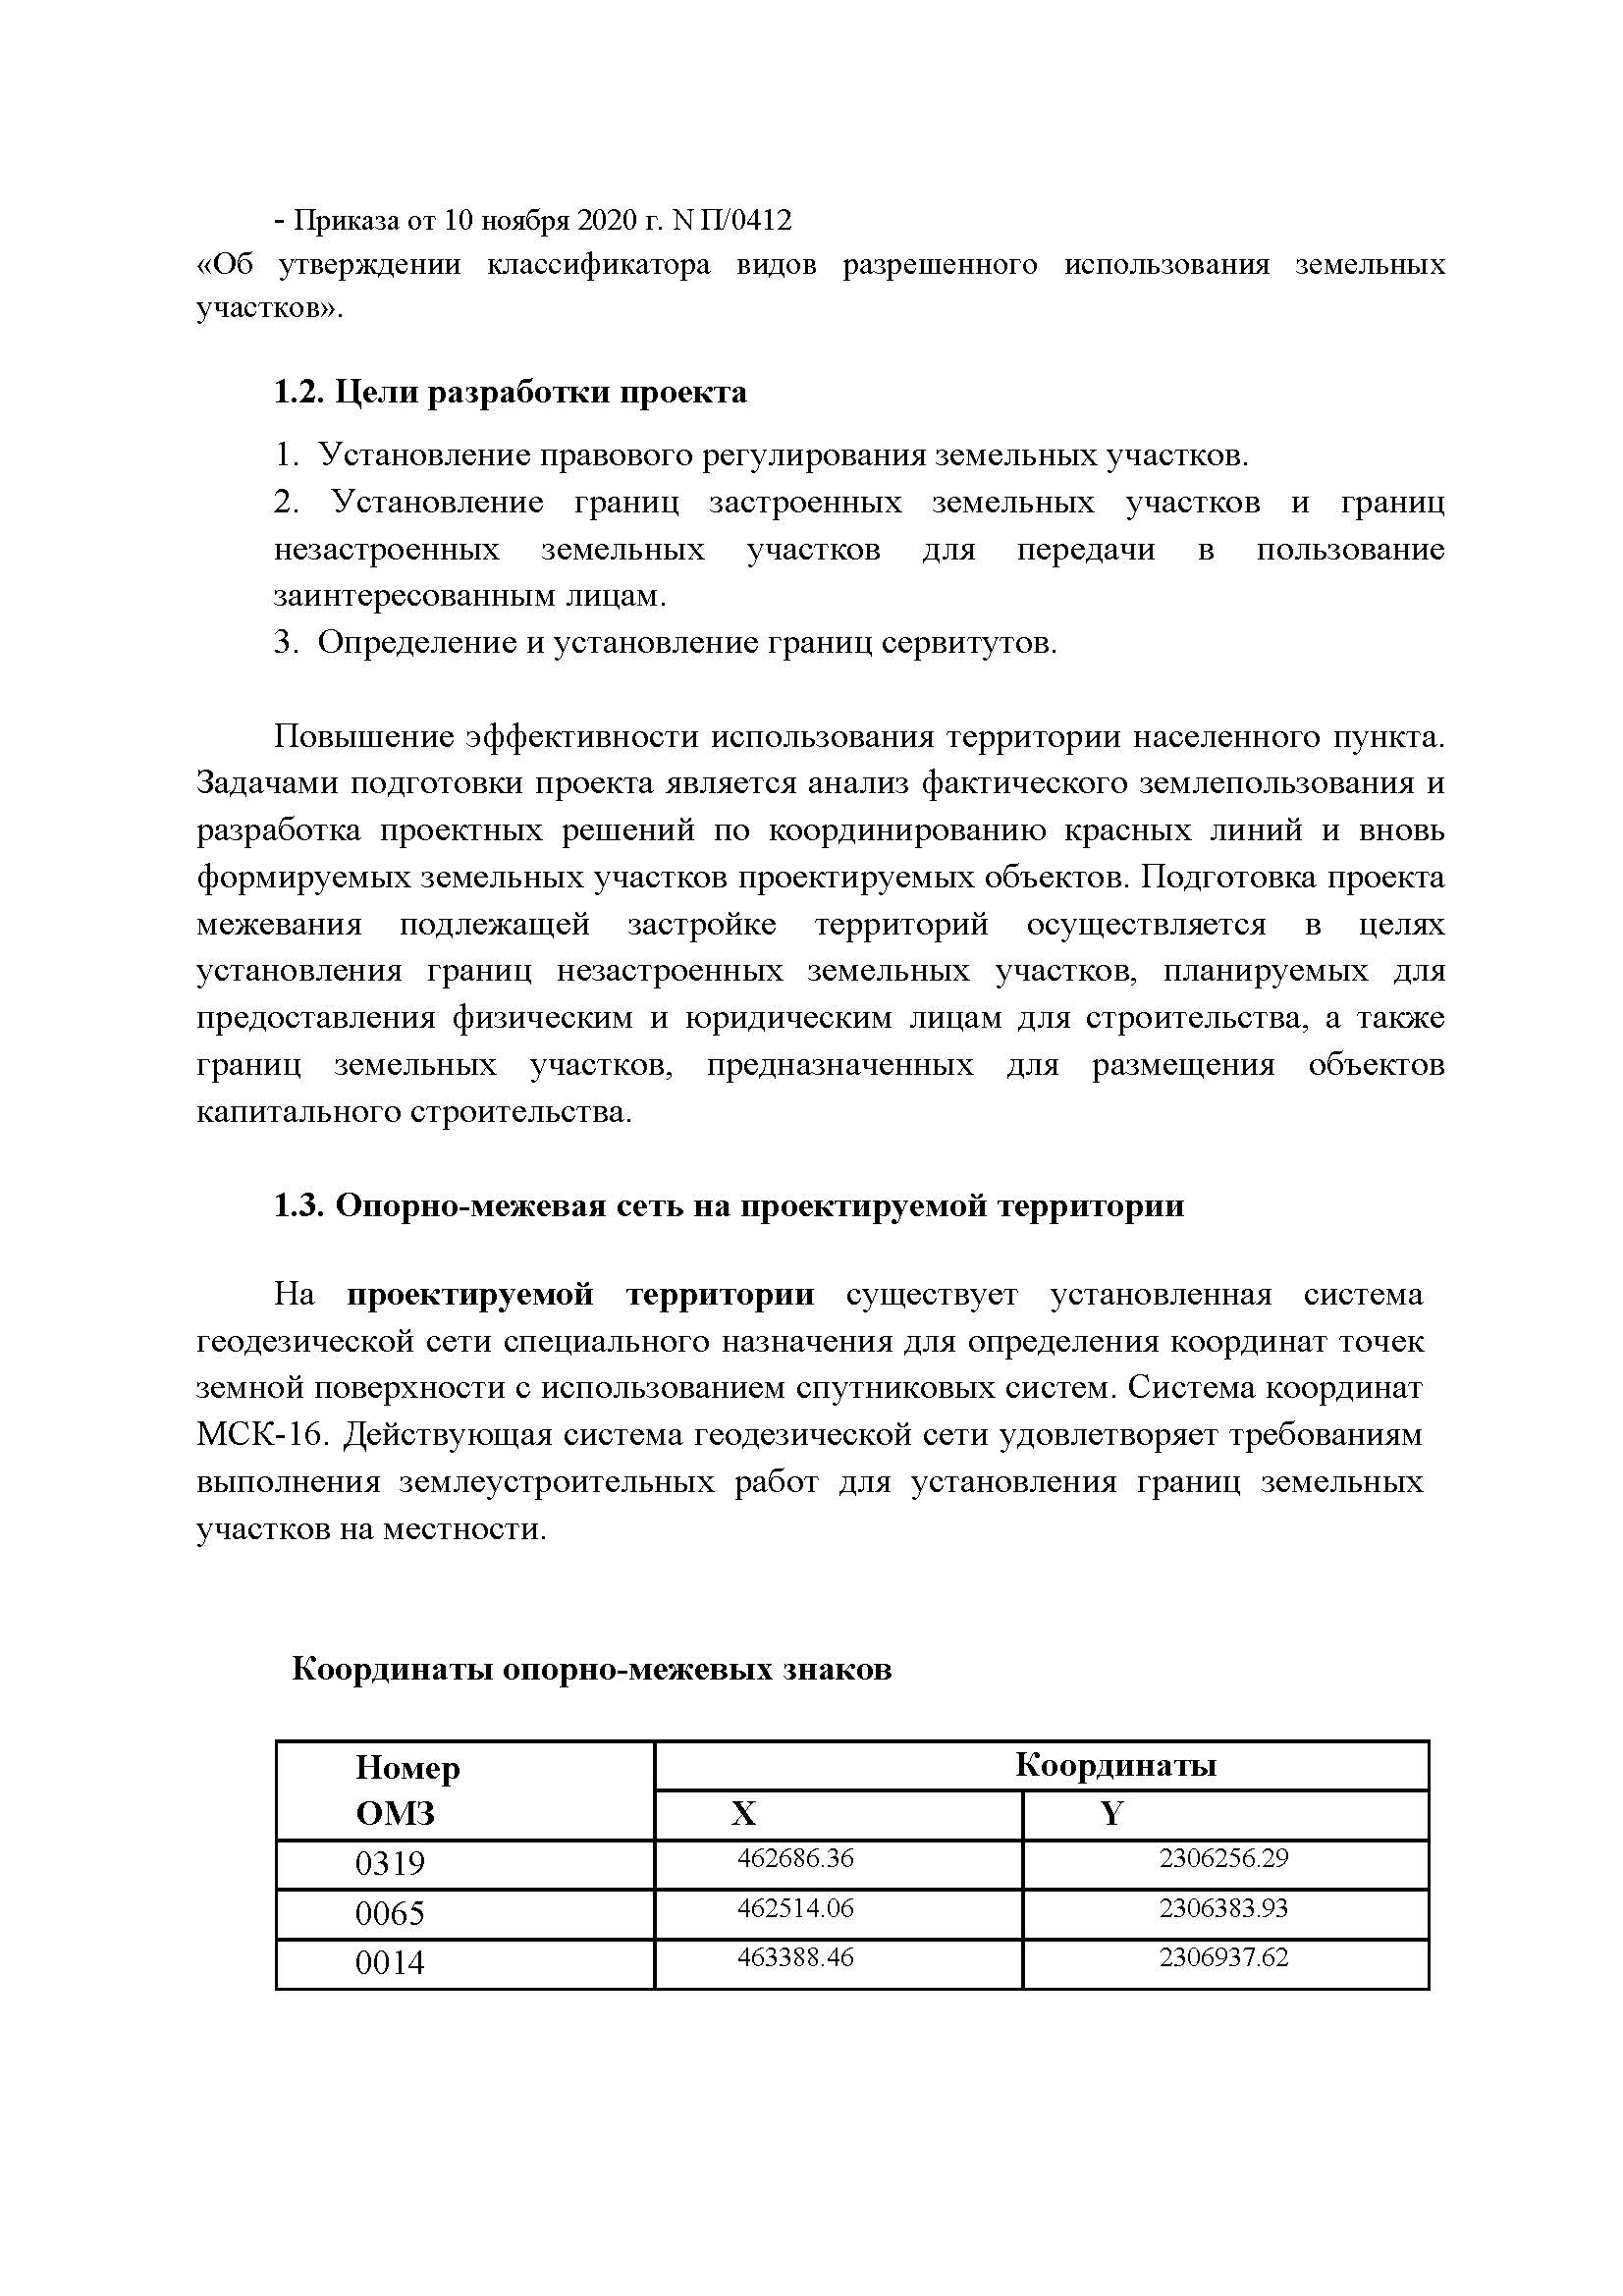 - Приказа от 10 ноября 2020 г. N П/0412
«Об утверждении классификатора видов разрешенного использования земельных
участков».
1.2. Цели разработки проекта
1. Установление правового регулирования земельных участков.
2. Установление границ застроенных земельных участков и границ
незастроенных земельных участков для передачи в пользование
заинтересованным лицам.
3. Определение и установление границ сервитутов.
Повышение эффективности использования территории населенного пункта.
Задачами подготовки проекта является анализ фактического землепользования и
разработка проектных решений по координированию красных линий и вновь
формируемых земельных участков проектируемых объектов. Подготовка проекта
межевания подлежащей застройке территорий осуществляется в целях
установления границ незастроенных земельных участков, планируемых для
предоставления физическим и юридическим лицам для строительства, а также
границ земельных участков, предназначенных для размещения объектов
капитального строительства.
1.3. Опорно-межевая сеть на проектируемой территории
На проектируемой территории существует установленная система
геодезической сети специального назначения для определения координат точек
земной поверхности с использованием спутниковых систем. Система координат
МСК-16. Действующая система геодезической сети удовлетворяет требованиям
выполнения землеустроительных работ для установления границ земельных
участков на местности.
Координаты опорно-межевых знаков
Номер Координаты
ОМЗ X Y
0319 462686.36 2306256.29
0065 462514.06 2306383.93
0014 463388.46 2306937.62